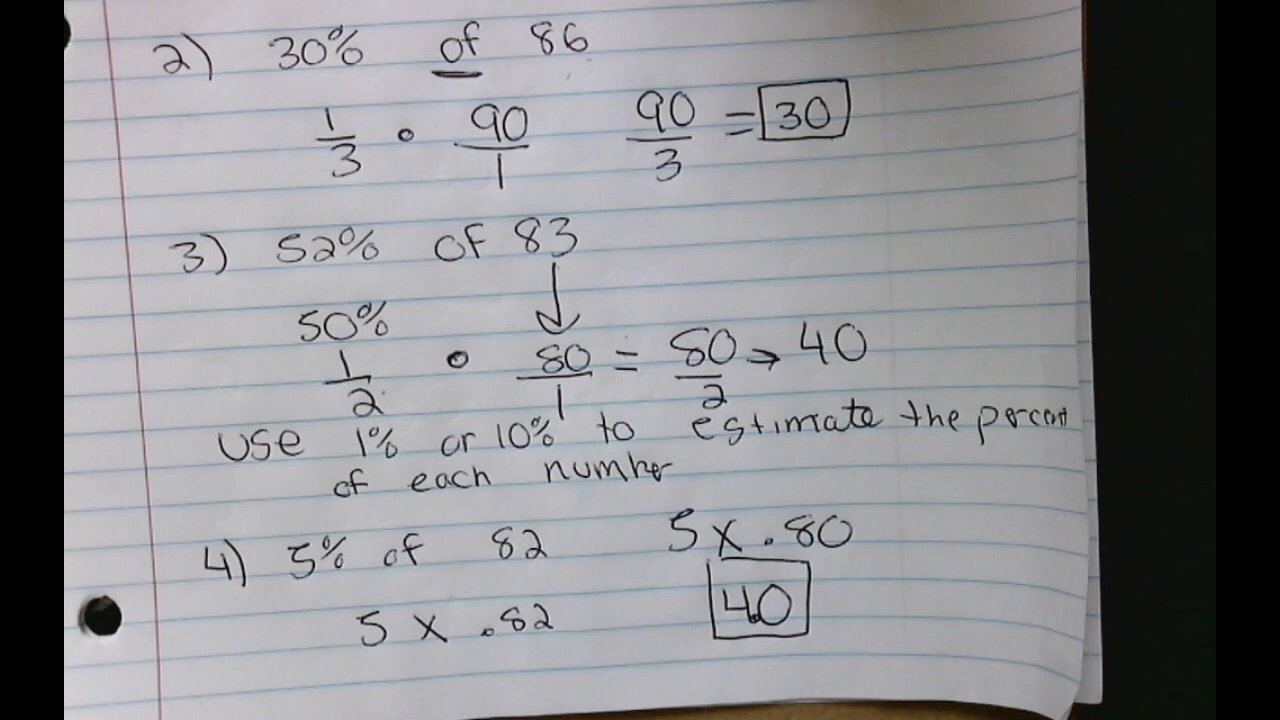 2) 30% of 86
1/3 • 90/1 90/3 = 30
3) 52% of 83
50% ↓
1/2 • 80/1 = 80/2 → 40
Use 1% or 10% to estimate the percent
of each number
4) 5% of 82 5 x .80
5 x .82 4.0